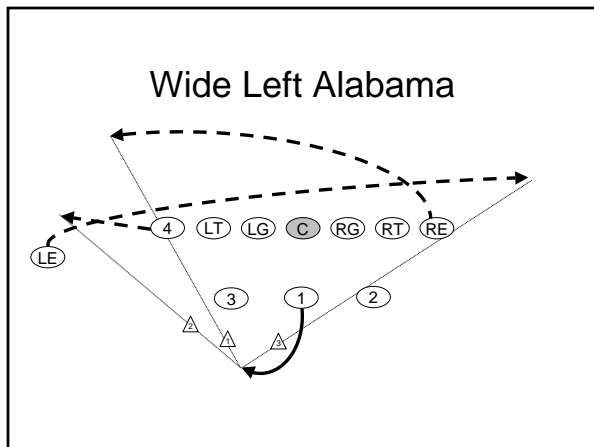 Wide Left Alabama
4 LT LG C RG RT RE
LE
3 1 2
2 1 3